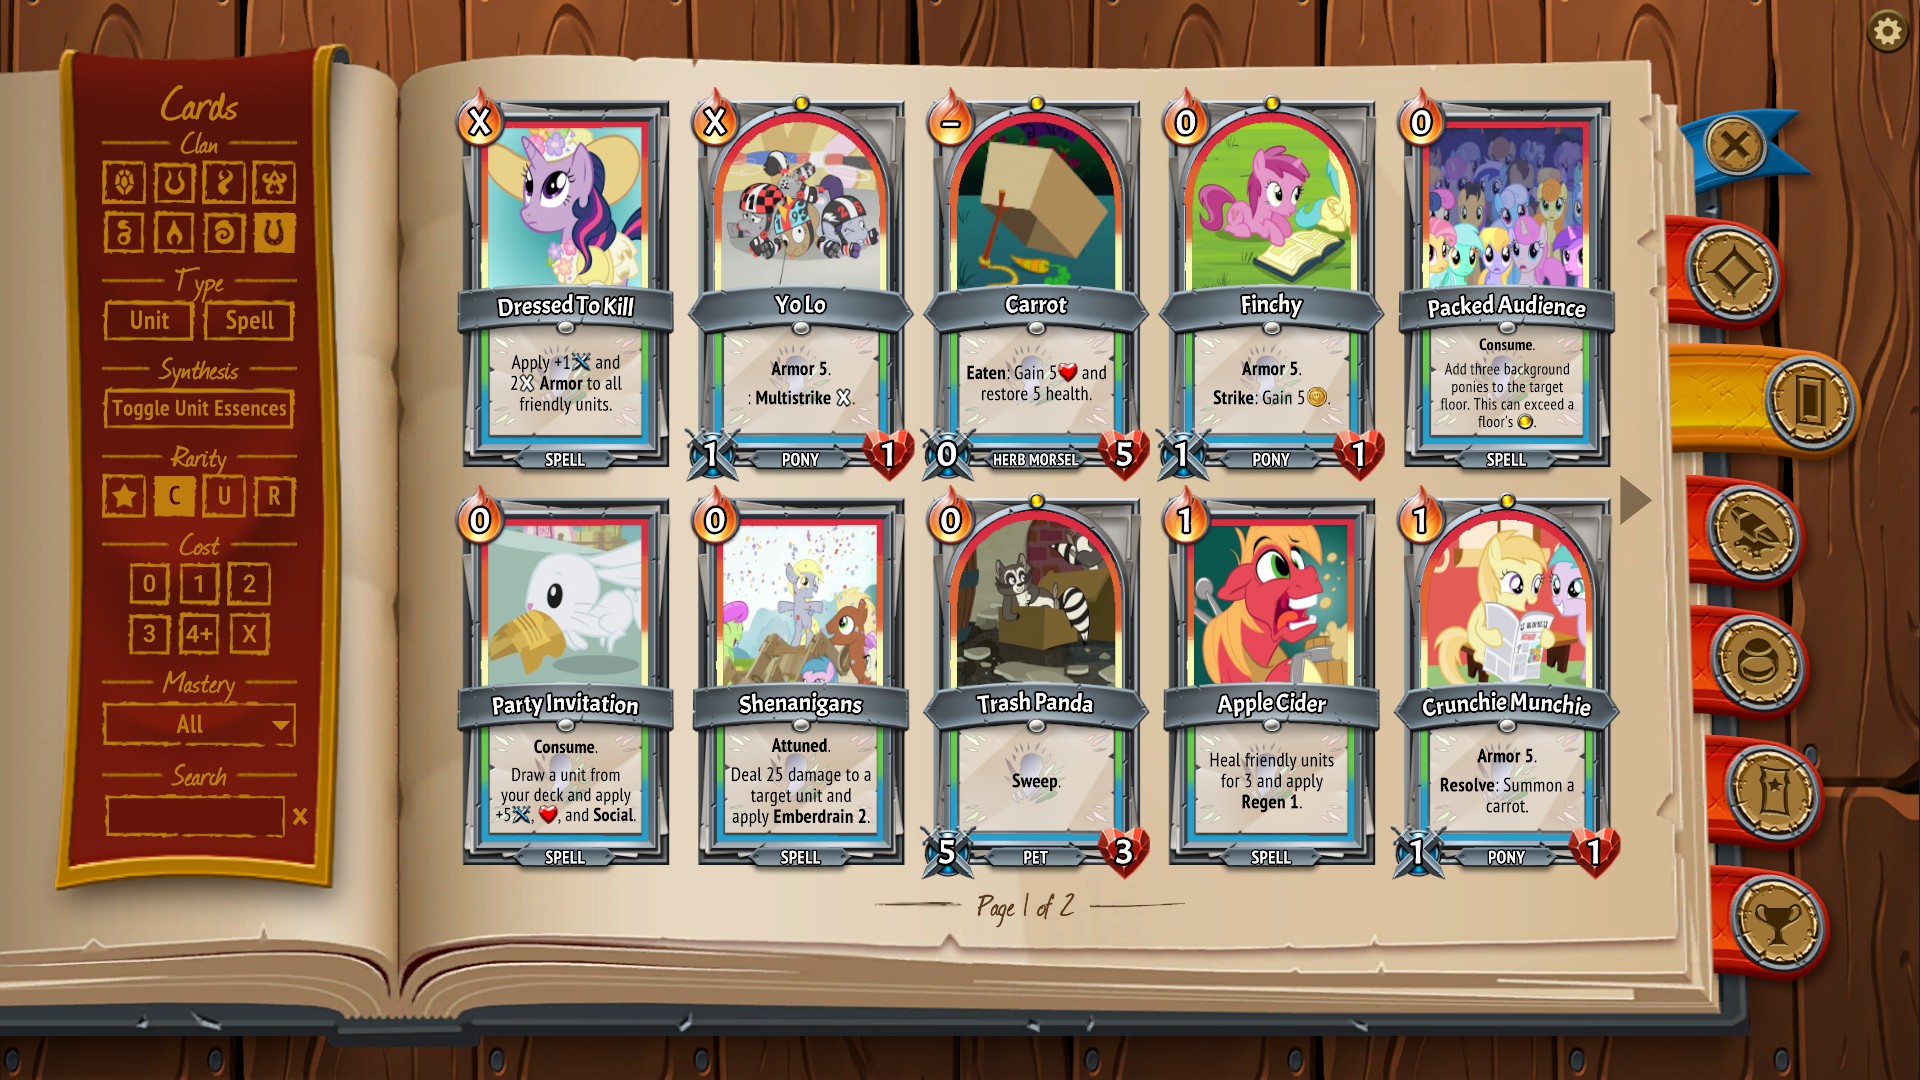 Cards
Clan
Type
Unit
Spell
Synthesis
Toggle Unit Essences
Rarity
C
U
R
Cost
0
1
2
3
4+
X
Mastery
All
Search
X
X
Dressed To Kill
Apply +1 and
2X Armor to all
friendly units.
SPELL
X
Yo Lo
Armor 5.
: Multistrike X.
1
PONY
1
-
Carrot
Eaten: Gain 5 and
restore 5 health.
0
HERB MORSEL
5
0
Finchy
Armor 5.
Strike: Gain 5.
1
PONY
1
0
Packed Audience
Consume.
Add three background
ponies to the target
floor. This can exceed a
floor's .
SPELL
0
Party Invitation
Consume.
Draw a unit from
your deck and apply
+5, , and Social.
SPELL
0
Shenanigans
Attuned.
Deal 25 damage to a
target unit and
apply Emberdrain 2.
SPELL
0
Trash Panda
Sweep.
5
PET
3
1
Apple Cider
Heal friendly units
for 3 and apply
Regen 1.
SPELL
1
Crunchie Munchie
Armor 5.
Resolve: Summon a
carrot.
1
PONY
1
Page 1 of 2